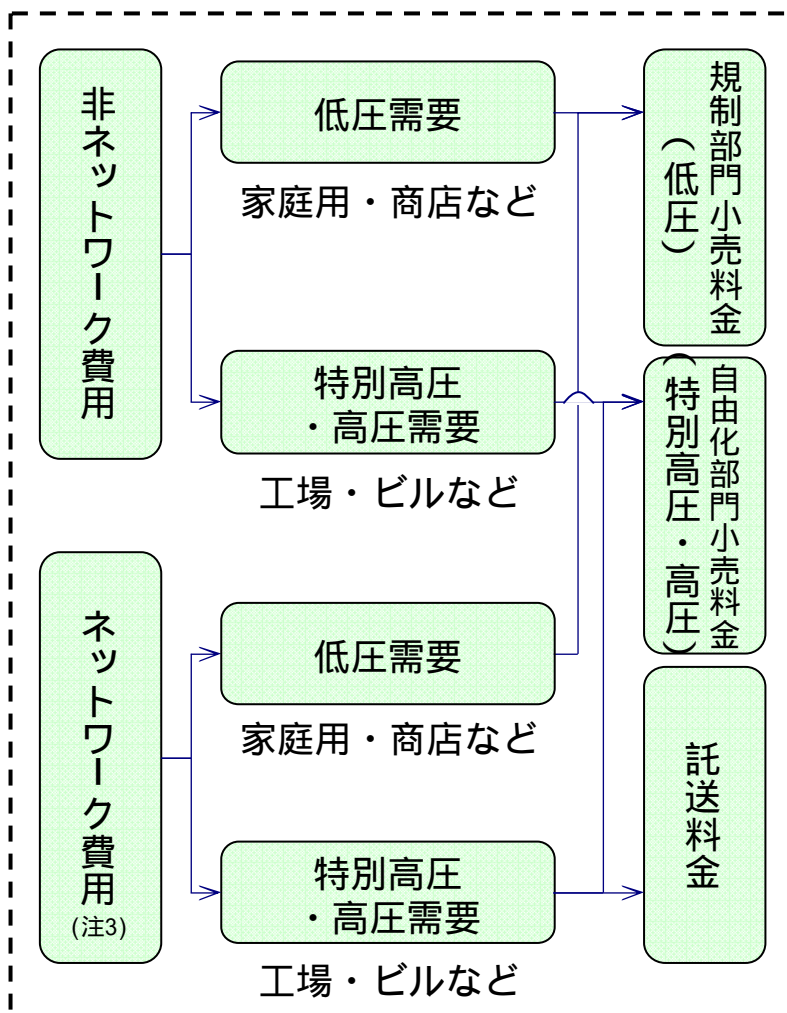 非ネットワーク費用
低圧需要
家庭用・商店など
特別高圧
・高圧需要
工場・ビルなど
ネットワーク費用
(注3)
低圧需要
家庭用・商店など
特別高圧
・高圧需要
工場・ビルなど
規制部門小売料金
(低圧)
自由化部門小売料金
(特別高圧・高圧)
託送料金